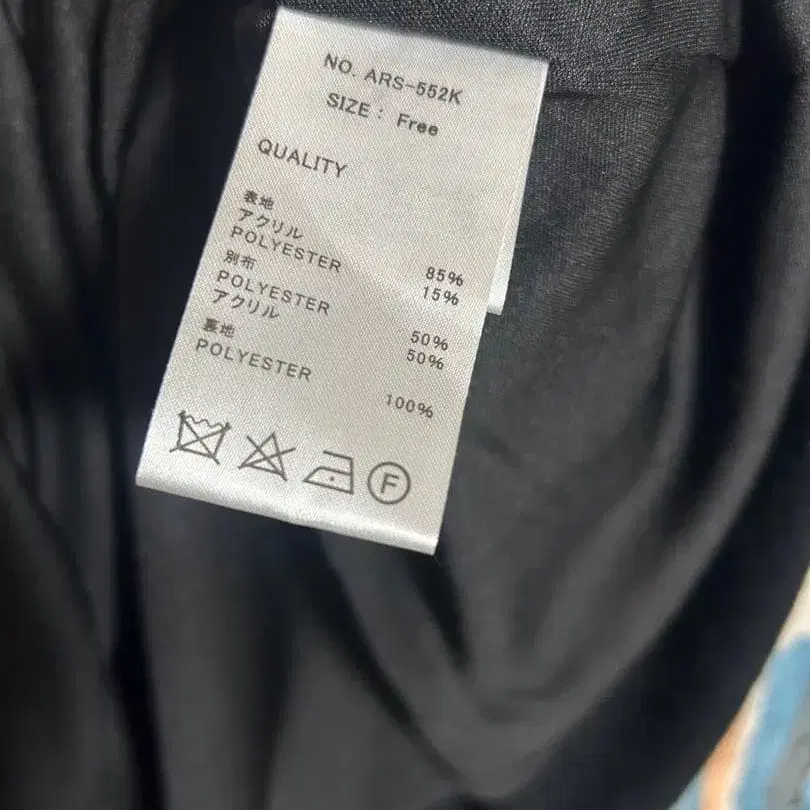 NO. ARS-552K
SIZE : Free
QUALITY
表地
アクリル 85%
POLYESTER 15%
別布
POLYESTER 50%
アクリル 50%
裏地
POLYESTER 100%
F